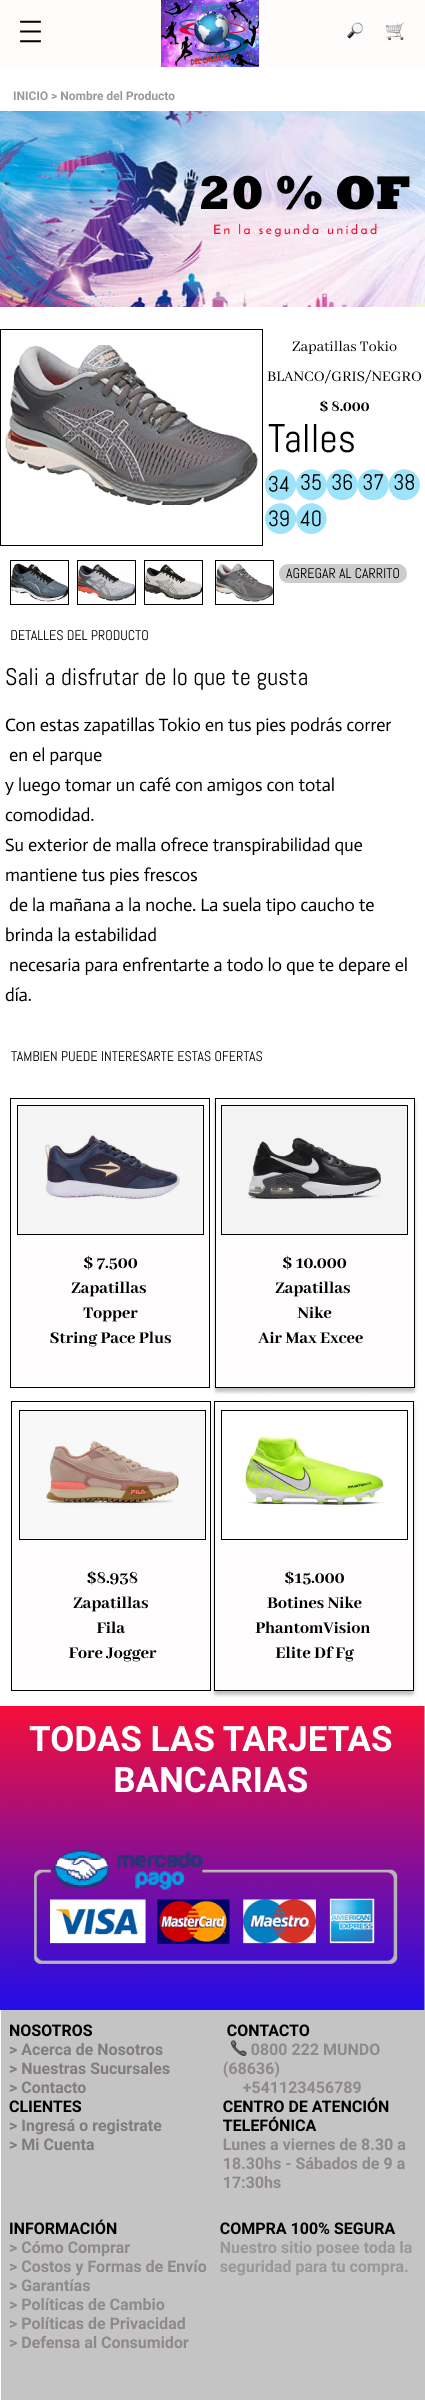 INICIO > Nombre del Producto
20 % OF
En la segunda unidad
Zapatillas Tokio
BLANCO/GRIS/NEGRO
$ 8.000
Talles
34 35 36 37 38
39 40
AGREGAR AL CARRITO
DETALLES DEL PRODUCTO
Sali a disfrutar de lo que te gusta
Con estas zapatillas Tokio en tus pies podrás correr
en el parque
y luego tomar un café con amigos con total
comodidad.
Su exterior de malla ofrece transpirabilidad que
mantiene tus pies frescos
de la mañana a la noche. La suela tipo caucho te
brinda la estabilidad
necesaria para enfrentarte a todo lo que te depare el
día.
TAMBIEN PUEDE INTERESARTE ESTAS OFERTAS
$ 7.500
Zapatillas
Topper
String Pace Plus
$ 10.000
Zapatillas
Nike
Air Max Excee
$8.938
Zapatillas
Fila
Fore Jogger
$15.000
Botines Nike
PhantomVision
Elite Df Fg
TODAS LAS TARJETAS
BANCARIAS
mercado
pago
VISA MasterCard Maestro AMERICAN EXPRESS
NOSOTROS
> Acerca de Nosotros
> Nuestras Sucursales
> Contacto
CLIENTES
> Ingresá o registrate
> Mi Cuenta
CONTACTO
0800 222 MUNDO
(68636)
+541123456789
CENTRO DE ATENCIÓN
TELEFÓNICA
Lunes a viernes de 8.30 a
18.30hs - Sábados de 9 a
17:30hs
INFORMACIÓN
> Cómo Comprar
> Costos y Formas de Envío
> Garantías
> Políticas de Cambio
> Políticas de Privacidad
> Defensa al Consumidor
COMPRA 100% SEGURA
Nuestro sitio posee toda la
seguridad para tu compra.